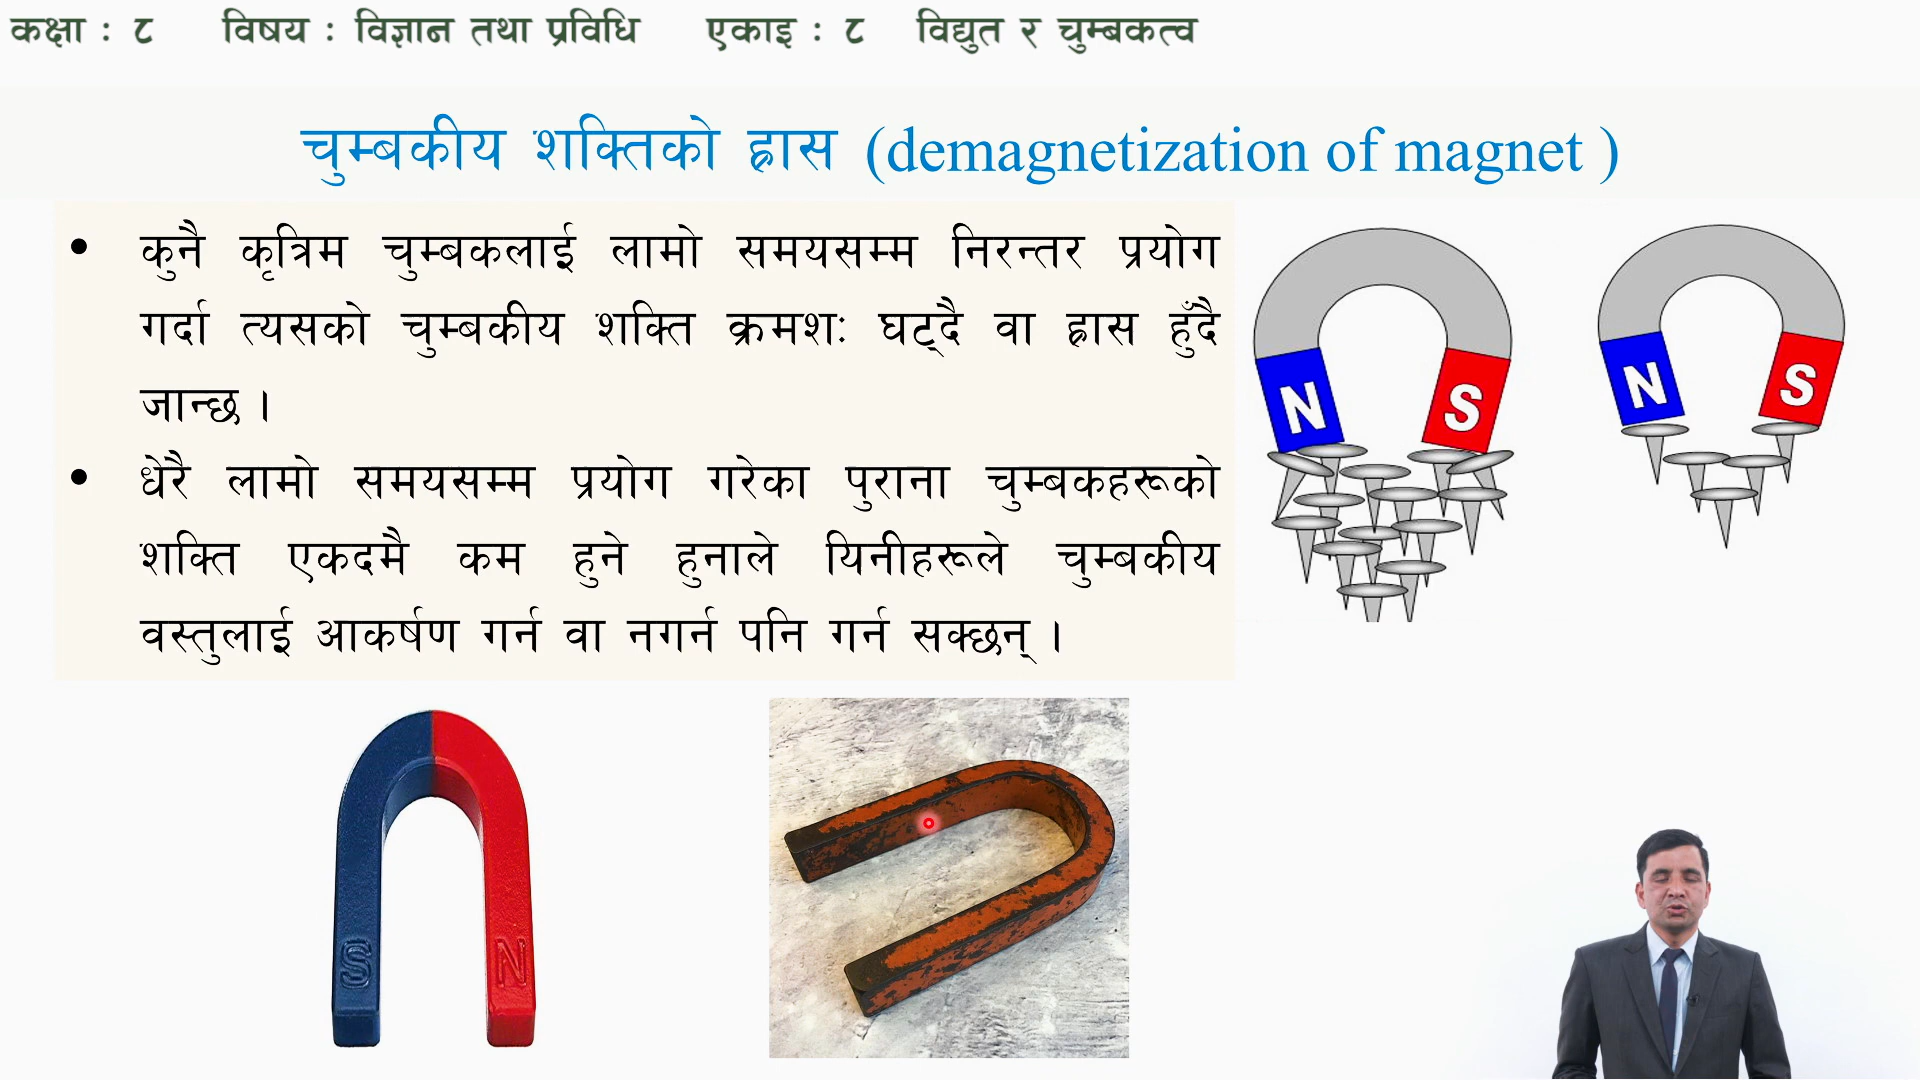 कक्षा : ८ विषय : विज्ञान तथा प्रविधि एकाइ : ८ विद्युत र चुम्बकत्व
चुम्बकीय शक्तिको ह्रास (demagnetization of magnet )
• कुनै कृत्रिम चुम्बकलाई लामो समयसम्म निरन्तर प्रयोग
गर्दा त्यसको चुम्बकीय शक्ति क्रमशः घट्दै वा ह्रास हुँदै
जान्छ ।
• धेरै लामो समयसम्म प्रयोग गरेका पुराना चुम्बकहरूको
शक्ति एकदमै कम हुने हुनाले यिनीहरूले चुम्बकीय
वस्तुलाई आकर्षण गर्न वा नगर्न पनि गर्न सक्छन् ।
N S
N S
S N